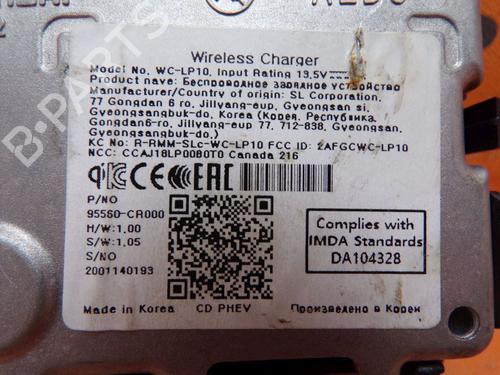 Wireless Charger
Model No. WC-LP10, Input Rating 13,5V
Product nave: Беспроводное зарядное устройство
Manufacturer/Country of origin: SL Corporation,
77 Gongdan 6 ro, Jillyang-eup, Gyeongsan si,
Gyeongsangbuk-do, Korea (Корея, Республика,
Gongdan6-ro, Jillyang-eup 77, 712-838, Gyeongsan,
Gyeongsangbuk-do,)
KC No: R-RMM-SLc-WC-LP10 FCC ID: 2AFGCWC-LP10
NCC: CCAJ18LP0080T0 Canada 216
P/NO
95560-CR000
H/W:1,00
S/W:1,05
S/NO
2001140193
Complies with
IMDA Standards
DA104328
Made in Korea
CD PHEV
Произведено в Корей
B-PARTS